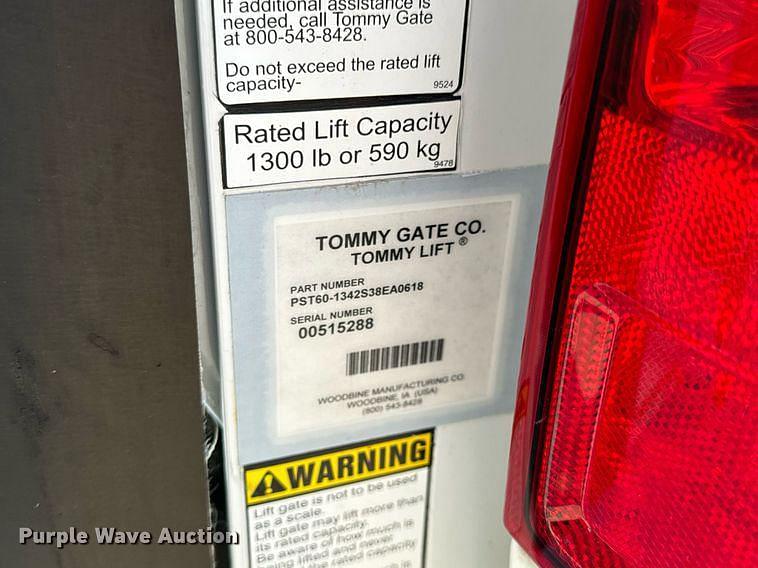 If additional assistance is
needed, call Tommy Gate
at 800-543-8428.
Do not exceed the rated lift
capacity-
9524
Rated Lift Capacity
1300 lb or 590 kg
9478
TOMMY GATE CO.
TOMMY LIFT ®
PART NUMBER
PST60-1342S38EA0618
SERIAL NUMBER
00515288
WOODBINE MANUFACTURING CO.
WOODBINE, IA (USA)
(800) 543-8428
WARNING
Lift gate is not to be used
as a scale.
Lift gate may lift more than
its rated capacity.
Be aware of how much is
being lifted and never
the rated capacity
Purple Wave Auction